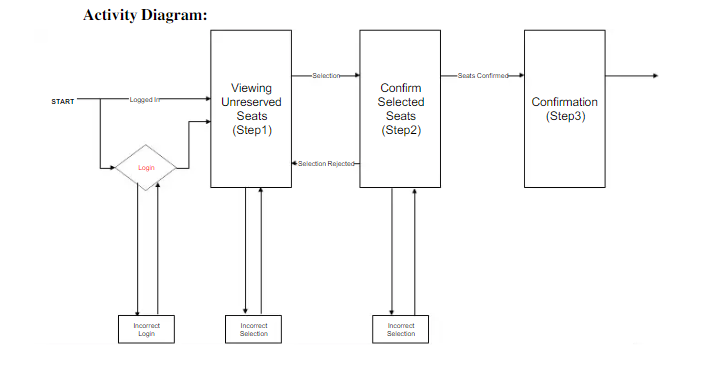 Activity Diagram:
START
Logged In
Login
Viewing
Unreserved
Seats
(Step1)
Selection
Selection Rejected
Confirm
Selected
Seats
(Step2)
Seats Confirmed
Confirmation
(Step3)
Incorrect
Login
Incorrect
Selection
Incorrect
Selection